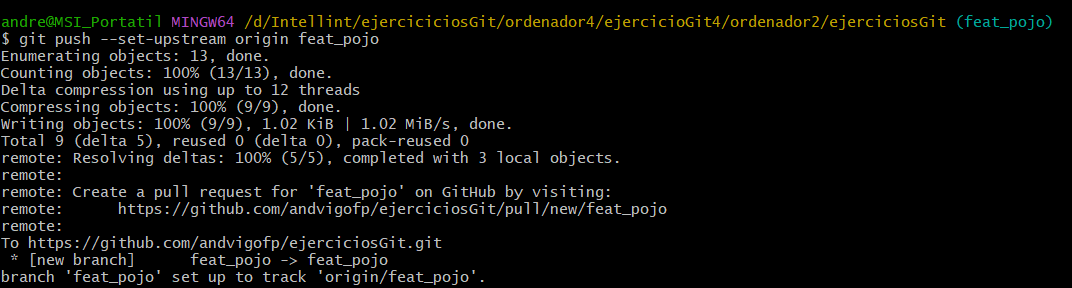 andre@MSI_Portatil MINGW64 /d/Intellint/ejerciciosGit/ordenador4/ejercicioGit4/ordenador2/ejerciciosGit (feat_pojo)
$ git push --set-upstream origin feat_pojo
Enumerating objects: 13, done.
Counting objects: 100% (13/13), done.
Delta compression using up to 12 threads
Compressing objects: 100% (9/9), done.
Writing objects: 100% (9/9), 1.02 KiB | 1.02 MiB/s, done.
Total 9 (delta 5), reused 0 (delta 0), pack-reused 0
remote: Resolving deltas: 100% (5/5), completed with 3 local objects.
remote:
remote: Create a pull request for 'feat_pojo' on GitHub by visiting:
remote:      https://github.com/andvigofp/ejerciciosGit/pull/new/feat_pojo
remote:
To https://github.com/andvigofp/ejerciciosGit.git
 * [new branch]      feat_pojo -> feat_pojo
branch 'feat_pojo' set up to track 'origin/feat_pojo'.